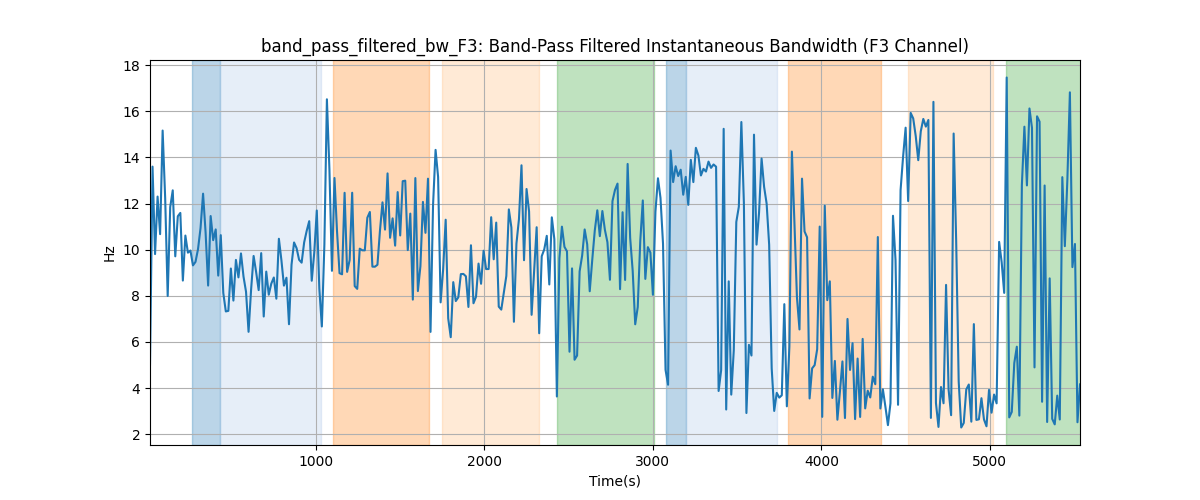 band_pass_filtered_bw_F3: Band-Pass Filtered Instantaneous Bandwidth (F3 Channel)
18
16
14
12
10
8
6
4
2
Hz
1000 2000 3000 4000 5000
Time(s)